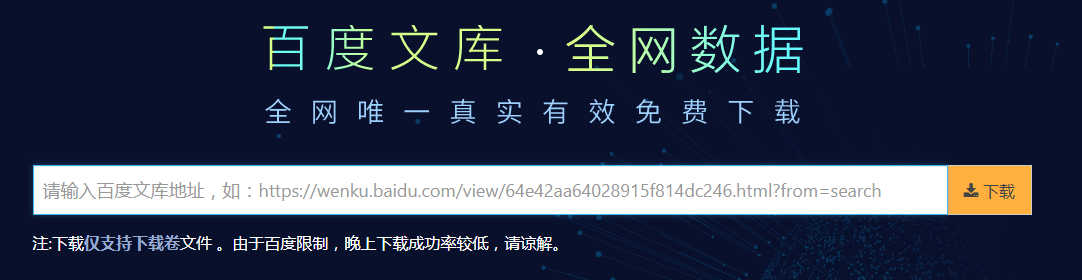 百度文库 · 全网数据
全网唯一真实有效免费下载
请输入百度文库地址，如：https://wenku.baidu.com/view/64e42aa64028915f814dc246.html?from=search 下载
注:下载仅支持下载卷文件 。由于百度限制，晚上下载成功率较低，请谅解。